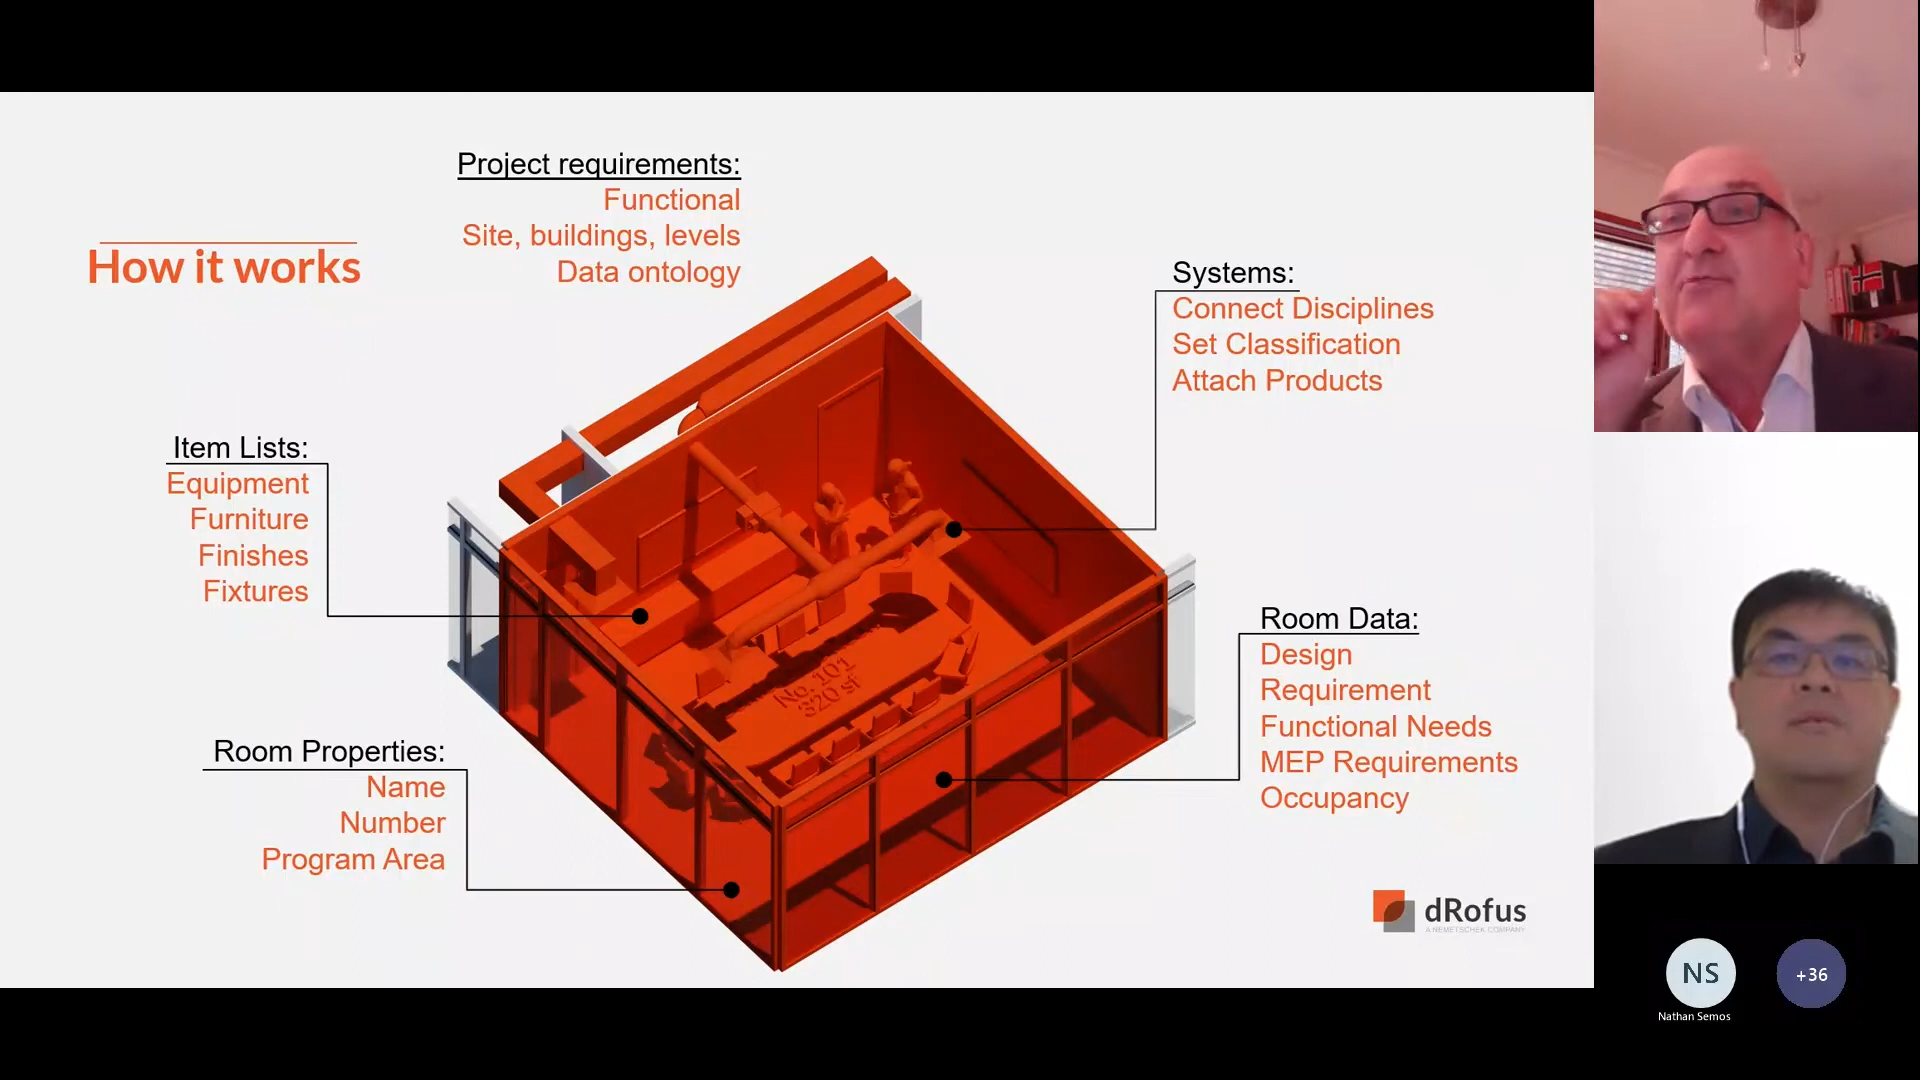 How it works
Project requirements:
Functional
Site, buildings, levels
Data ontology
Systems:
Connect Disciplines
Set Classification
Attach Products
Item Lists:
Equipment
Furniture
Finishes
Fixtures
No. 101
320 sf
Room Data:
Design
Requirement
Functional Needs
MEP Requirements
Occupancy
Room Properties:
Name
Number
Program Area
dRofus
A NEMETSCHEK COMPANY
NS
+36
Nathan Semos